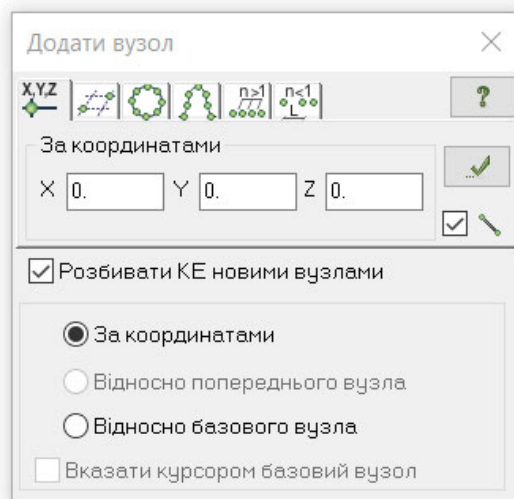 Додати вузол
X,Y,Z n>1 n<1 L ?
За координатами
X 0. Y 0. Z 0.
Розбивати КЕ новими вузлами
За координатами
Відносно попереднього вузла
Відносно базового вузла
Вказати курсором базовий вузол